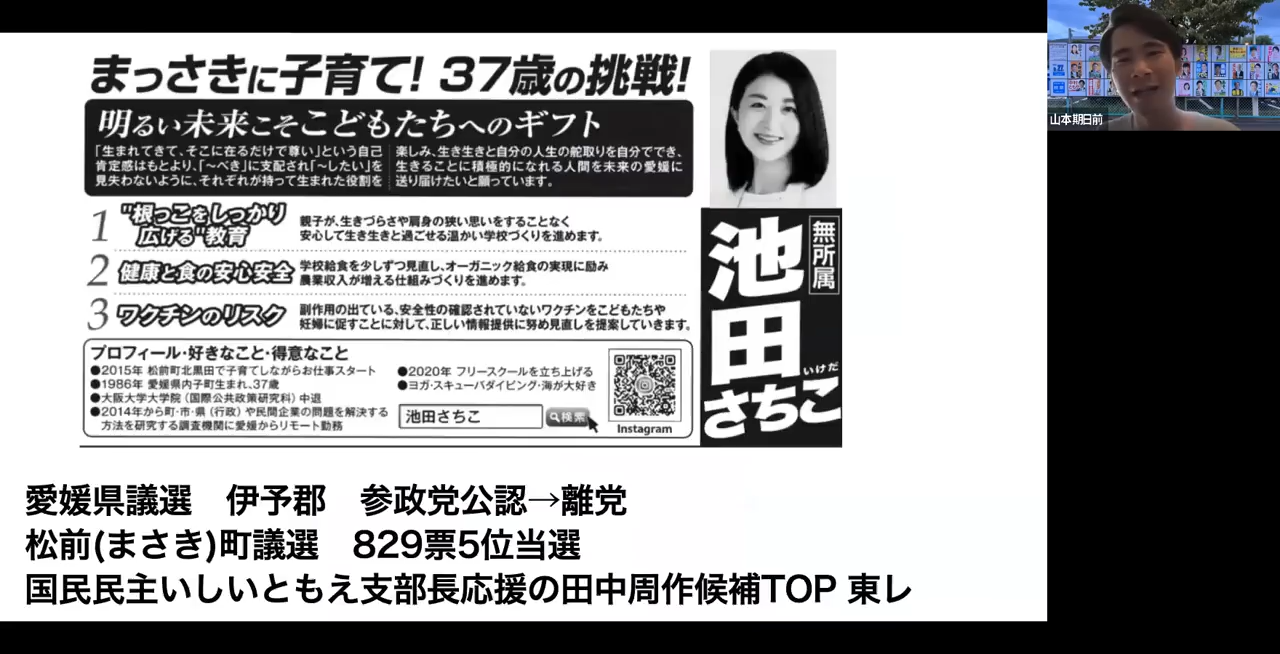 まっさきに子育て! 37歳の挑戦!
明るい未来こそこどもたちへのギフト
「生まれてきて、そこに在るだけで尊い」という自己
肯定感はもとより、「～べき」に支配され「～したい」を
見失わないように、それぞれが持って生まれた役割を
楽しみ、生き生きと自分の人生の舵取りを自分ででき、
生きることに積極的になれる人間を未来の愛媛に
送り届けたいと願っています。
1 "根っこをしっかり
広げる"教育
親子が、生きづらさや肩身の狭い思いをすることなく
安心して生き生きと過ごせる温かい学校づくりを進めます。
2 健康と食の安心安全
学校給食を少しずつ見直し、オーガニック給食の実現に励み
農業収入が増える仕組みづくりを進めます。
3 ワクチンのリスク
副作用の出ている、安全性の確認されていないワクチンをこどもたちや
妊婦に促すことに対して、正しい情報提供に努め見直しを提案していきます。
プロフィール・好きなこと・得意なこと
●2015年 松前町北黒田で子育てしながらお仕事スタート
●1986年 愛媛県内子町生まれ、37歳
●大阪大学大学院（国際公共政策研究科）中退
●2014年から町・市・県（行政）や民間企業の問題を解決する
方法を研究する調査機関に愛媛からリモート勤務
●2020年 フリースクールを立ち上げる
●ヨガ・スキューバダイビング・海が大好き
池田さちこ 検索
Instagram
無所属
池田さちこ
いけだ
山本期日前
愛媛県議選　伊予郡　参政党公認→離党
松前(まさき)町議選　829票5位当選
国民民主いしいともえ支部長応援の田中周作候補TOP 東レ